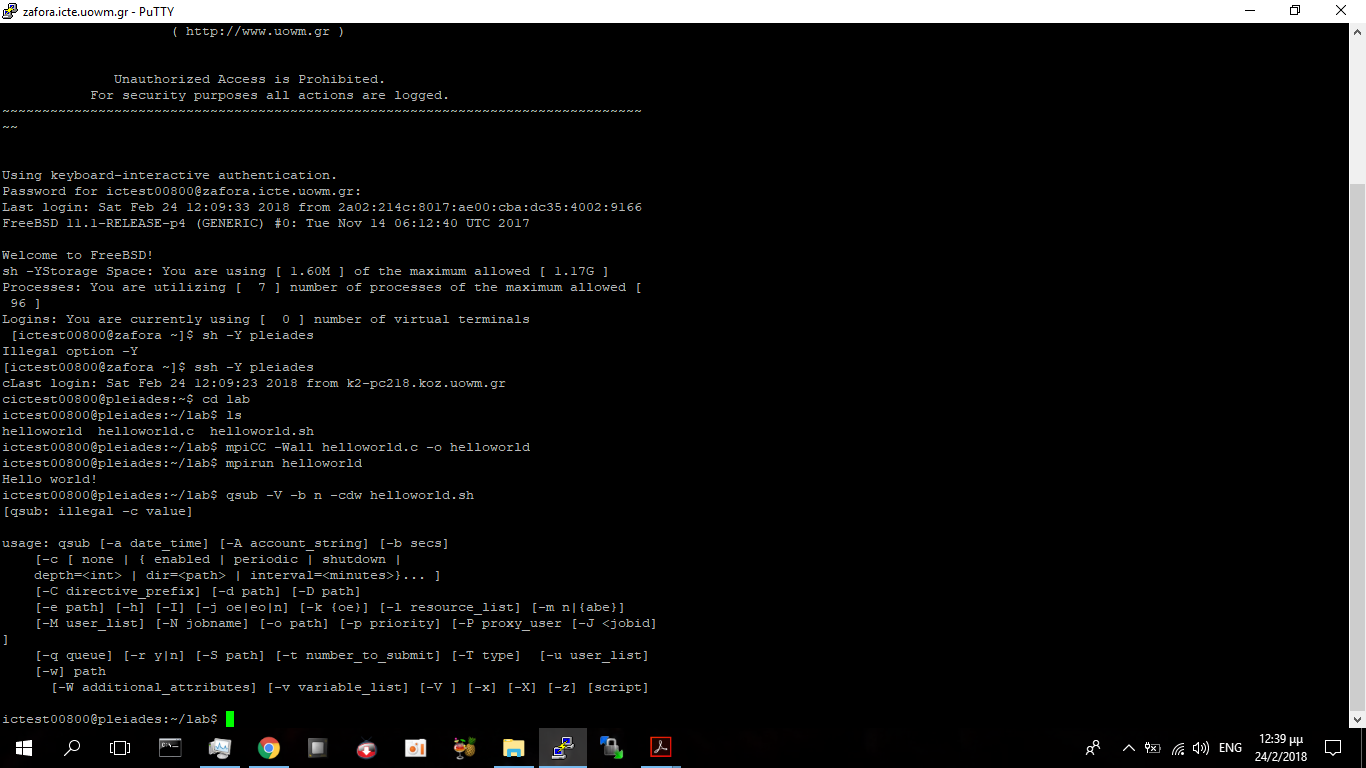 zafora.icte.uowm.gr - PuTTY
( http://www.uowm.gr )
Unauthorized Access is Prohibited.
For security purposes all actions are logged.
~~~~~~~~~~~~~~~~~~~~~~~~~~~~~~~~~~~~~~~~~~~~~~~~~~~~~~~~~~~~~~~~~~~~~~~~~~~~~~~~
~~
Using keyboard-interactive authentication.
Password for ictest00800@zafora.icte.uowm.gr:
Last login: Sat Feb 24 12:09:33 2018 from 2a02:214c:8017:ae00:cba:dc35:4002:9166
FreeBSD 11.1-RELEASE-p4 (GENERIC) #0: Tue Nov 14 06:12:40 UTC 2017
Welcome to FreeBSD!
sh -YStorage Space: You are using [ 1.60M ] of the maximum allowed [ 1.17G ]
Processes: You are utilizing [  7 ] number of processes of the maximum allowed [
 96 ]
Logins: You are currently using [  0 ] number of virtual terminals
 [ictest00800@zafora ~]$ sh -Y pleiades
Illegal option -Y
[ictest00800@zafora ~]$ ssh -Y pleiades
cLast login: Sat Feb 24 12:09:23 2018 from k2-pc218.koz.uowm.gr
cictest00800@pleiades:~$ cd lab
ictest00800@pleiades:~/lab$ ls
helloworld  helloworld.c  helloworld.sh
ictest00800@pleiades:~/lab$ mpiCC -Wall helloworld.c -o helloworld
ictest00800@pleiades:~/lab$ mpirun helloworld
Hello world!
ictest00800@pleiades:~/lab$ qsub -V -b n -cdw helloworld.sh
[qsub: illegal -c value]
usage: qsub [-a date_time] [-A account_string] [-b secs]
    [-c [ none | { enabled | periodic | shutdown |
    depth=<int> | dir=<path> | interval=<minutes>}... ]
    [-C directive_prefix] [-d path] [-D path]
    [-e path] [-h] [-I] [-j oe|eo|n] [-k {oe}] [-l resource_list] [-m n|{abe}]
    [-M user_list] [-N jobname] [-o path] [-p priority] [-P proxy_user [-J <jobid]
]
    [-q queue] [-r y|n] [-S path] [-t number_to_submit] [-T type]  [-u user_list]
    [-w] path
      [-W additional_attributes] [-v variable_list] [-V ] [-x] [-X] [-z] [script]
ictest00800@pleiades:~/lab$
ENG
12:39 μμ
24/2/2018